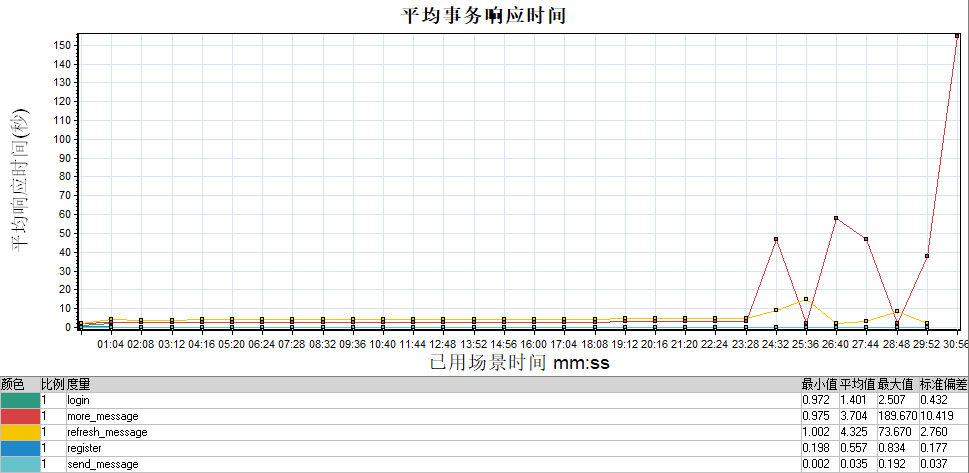 平均事务响应时间
平均响应时间(秒)
150
140
130
120
110
100
90
80
70
60
50
40
30
20
10
0
01:04 02:08 03:12 04:16 05:20 06:24 07:28 08:32 09:36 10:40 11:44 12:48 13:52 14:56 16:00 17:04 18:08 19:12 20:16 21:20 22:24 23:28 24:32 25:36 26:40 27:44 28:48 29:52 30:56
已用场景时间 mm:ss
颜色 比例 度量 最小值 平均值 最大值 标准偏差
1 login 0.972 1.401 2.507 0.432
1 more_message 0.975 3.704 189.670 10.419
1 refresh_message 1.002 4.325 73.670 2.760
1 register 0.198 0.557 0.834 0.177
1 send_message 0.002 0.035 0.192 0.037